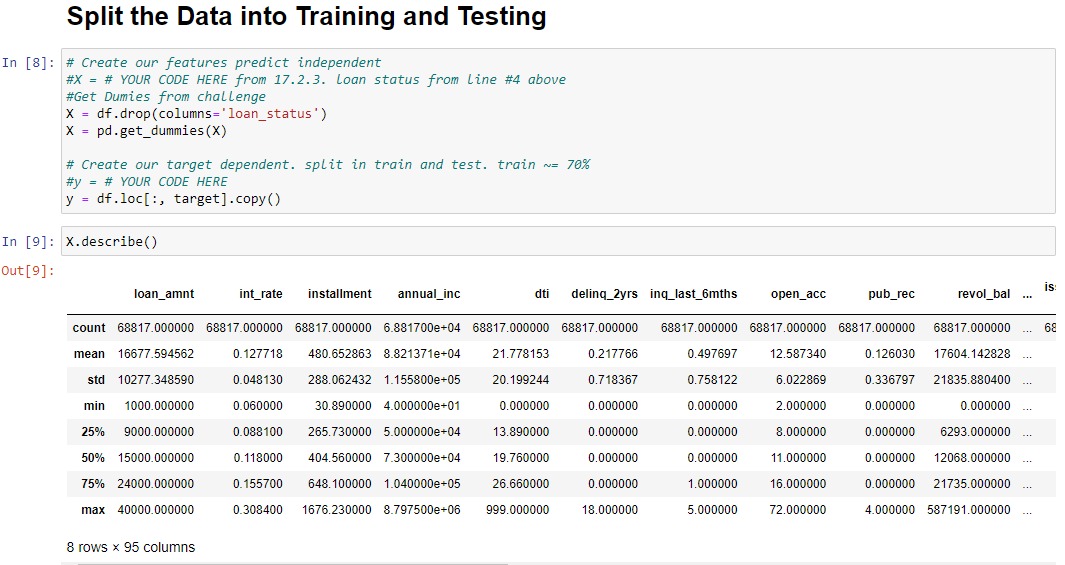 Split the Data into Training and Testing
In [8]: # Create our features predict independent
#X = # YOUR CODE HERE from 17.2.3. loan status from line #4 above
#Get Dumies from challenge
X = df.drop(columns='loan_status')
X = pd.get_dummies(X)
# Create our target dependent. split in train and test. train ~= 70%
#y = # YOUR CODE HERE
y = df.loc[:, target].copy()
In [9]: X.describe()
Out[9]:
loan_amnt int_rate installment annual_inc dti delinq_2yrs inq_last_6mths open_acc pub_rec revol_bal ...
count 68817.000000 68817.000000 68817.000000 6.881700e+04 68817.000000 68817.000000 68817.000000 68817.000000 68817.000000 68817.000000 ... 68
mean 16677.594562 0.127718 480.652863 8.821371e+04 21.778153 0.217766 0.497697 12.587340 0.126030 17604.142828 ...
std 10277.348590 0.048130 288.062432 1.155800e+05 20.199244 0.718367 0.758122 6.022869 0.336797 21835.880400 ...
min 1000.000000 0.060000 30.890000 4.000000e+01 0.000000 0.000000 0.000000 2.000000 0.000000 0.000000 ...
25% 9000.000000 0.088100 265.730000 5.000000e+04 13.890000 0.000000 0.000000 8.000000 0.000000 6293.000000 ...
50% 15000.000000 0.118000 404.560000 7.300000e+04 19.760000 0.000000 0.000000 11.000000 0.000000 12068.000000 ...
75% 24000.000000 0.155700 648.100000 1.040000e+05 26.660000 0.000000 1.000000 16.000000 0.000000 21735.000000 ...
max 40000.000000 0.308400 1676.230000 8.797500e+06 999.000000 18.000000 5.000000 72.000000 4.000000 587191.000000 ...
8 rows × 95 columns